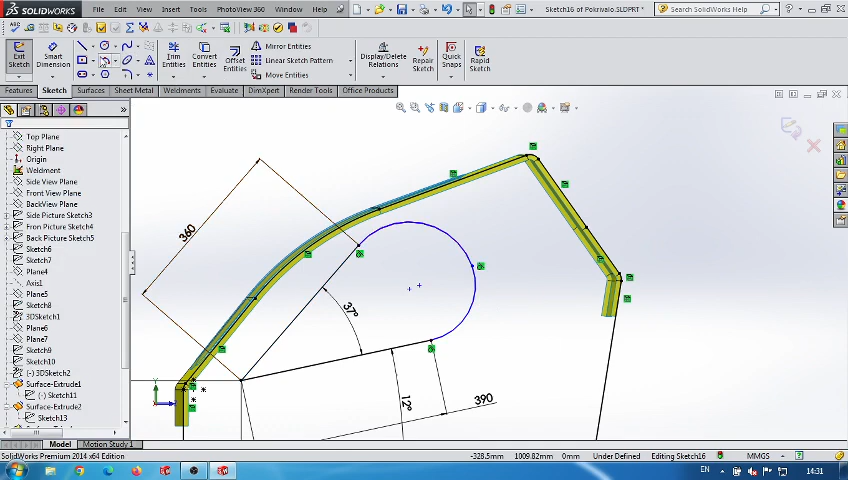 SOLIDWORKS
File Edit View Insert Tools PhotoView 360 Window Help
Sketch16 of Pokrivalo.SLDPRT *
Search SolidWorks Help
Exit Sketch
Smart Dimension
Trim Entities
Convert Entities
Offset Entities
Mirror Entities
Linear Sketch Pattern
Move Entities
Display/Delete Relations
Repair Sketch
Quick Snaps
Rapid Sketch
Features Sketch Surfaces Sheet Metal Weldments Evaluate DimXpert Render Tools Office Products
Top Plane
Right Plane
Origin
Weldment
Side View Plane
Front View Plane
BackView Plane
Side Picture Sketch3
Fron Picture Sketch4
Back Picture Sketch5
Sketch6
Sketch7
Plane4
Axis1
Plane5
Sketch8
3DSketch1
Plane6
Plane7
Sketch9
Sketch10
(-) 3DSketch2
Surface-Extrude1
(-) Sketch11
Surface-Extrude2
Sketch13
360
37°
12°
390
Model Motion Study 1
SolidWorks Premium 2014 x64 Edition
-328.5mm 1009.82mm 0mm Under Defined Editing Sketch16 MMGS
EN 14:31